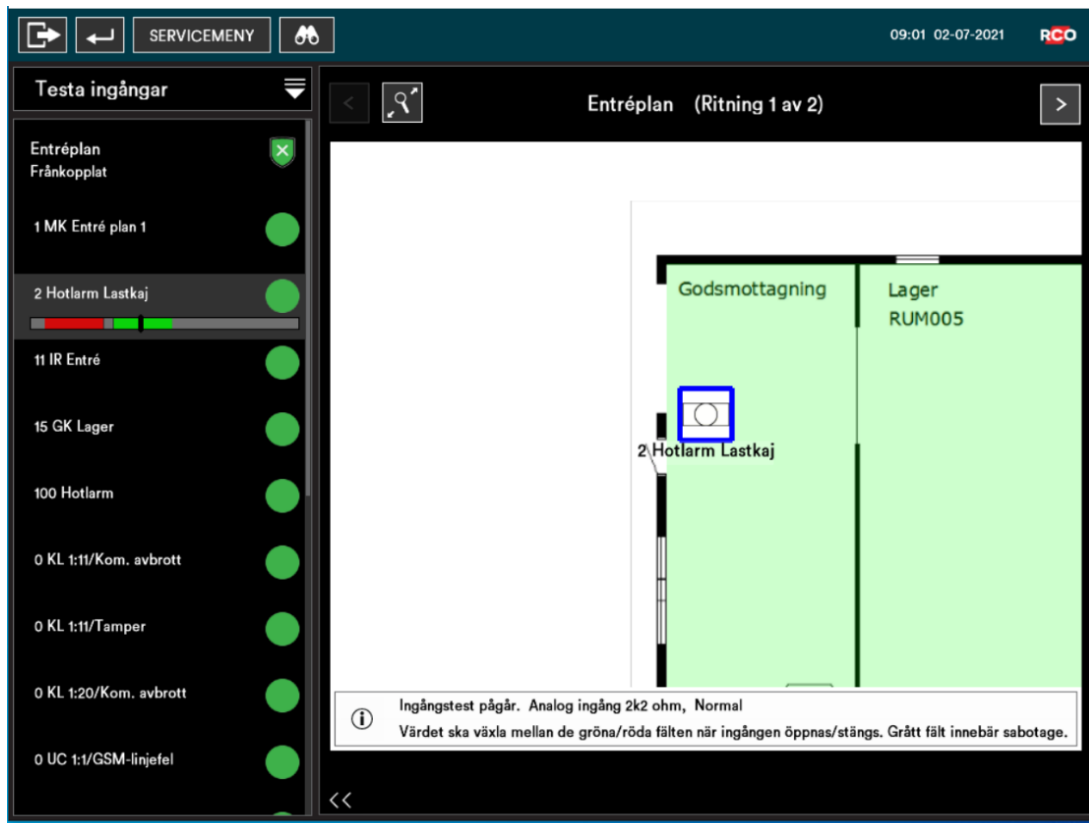 SERVICEMENY
09:01 02-07-2021
RCO
Testa ingångar
Entréplan (Ritning 1 av 2)
Entréplan
Frånkopplat
1 MK Entré plan 1
2 Hotlarm Lastkaj
11 IR Entré
15 GK Lager
100 Hotlarm
0 KL 1:11/Kom. avbrott
0 KL 1:11/Tamper
0 KL 1:20/Kom. avbrott
0 UC 1:1/GSM-linjefel
Godsmottagning
Lager
RUM005
2 Hotlarm Lastkaj
Ingångstest pågår. Analog ingång 2k2 ohm, Normal
Värdet ska växla mellan de gröna/röda fälten när ingången öppnas/stängs. Grått fält innebär sabotage.
<<